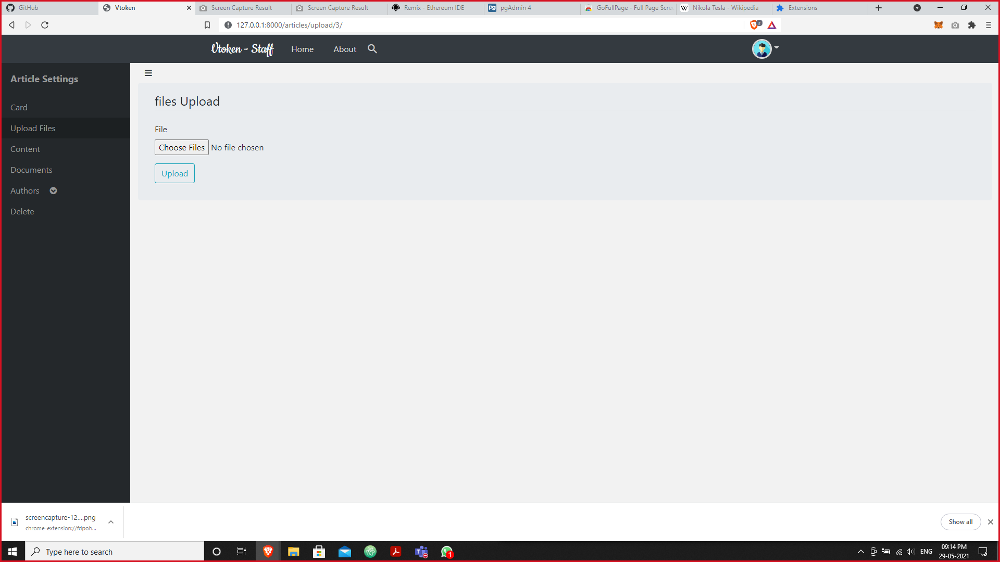 GitHub
Vtoken
Screen Capture Result
Screen Capture Result
Remix - Ethereum IDE
pgAdmin 4
GoFullPage - Full Page Scre
Nikola Tesla - Wikipedia
Extensions
127.0.0.1:8000/articles/upload/3/
2
Vtoken - Staff
Home
About
Article Settings
Card
Upload Files
Content
Documents
Authors
Delete
files Upload
File
Choose Files No file chosen
Upload
screencapture-12....png
chrome-extension://fdpoh...
Show all
Type here to search
1
ENG
09:14 PM
29-05-2021